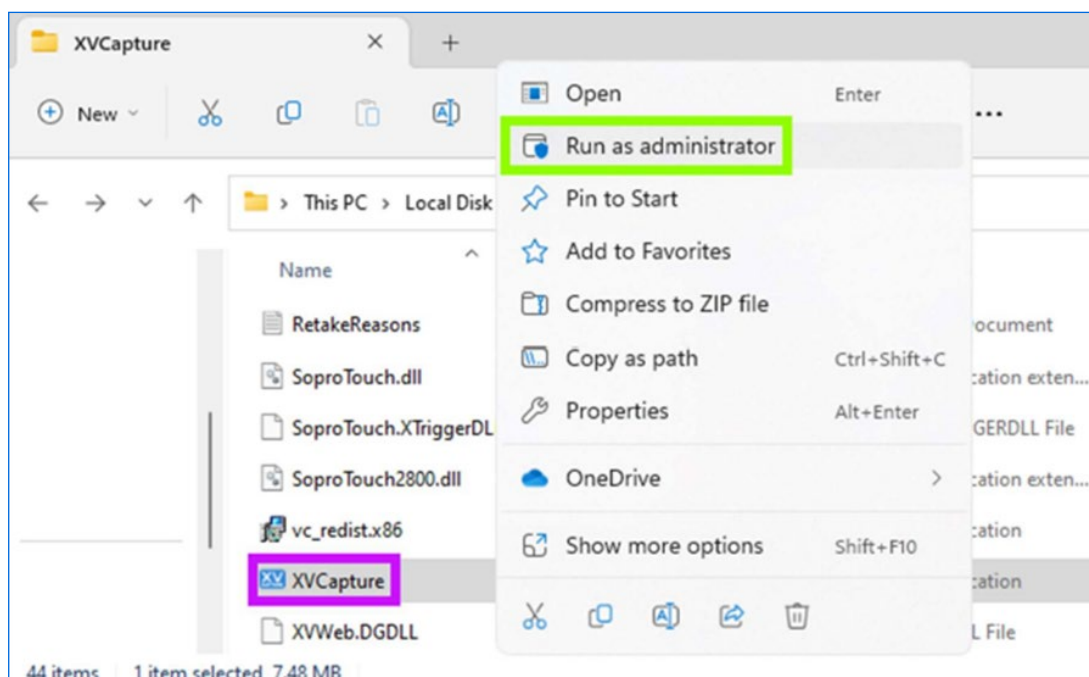 XVCapture
New
This PC > Local Disk
Name
RetakeReasons
SoproTouch.dll
SoproTouch.XTriggerDL
SoproTouch2800.dll
vc_redist.x86
XVCapture
XVWeb.DGDLL
44 items 1 item selected 7.48 MB
Open Enter
Run as administrator
Pin to Start
Add to Favorites
Compress to ZIP file
Copy as path Ctrl+Shift+C
Properties Alt+Enter
OneDrive
Show more options Shift+F10
ocument
cation exten...
GERDLL File
cation exten...
cation
cation
L File